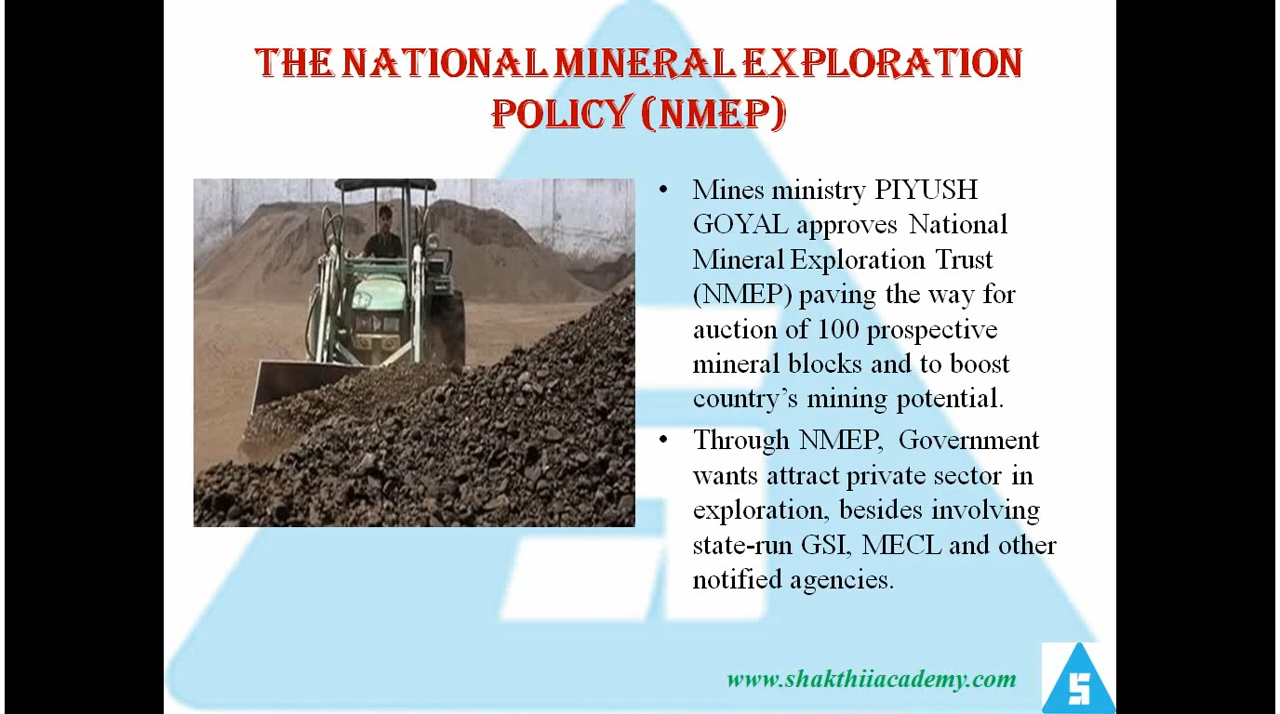 THE NATIONAL MINERAL EXPLORATION
POLICY (NMEP)
• Mines ministry PIYUSH
GOYAL approves National
Mineral Exploration Trust
(NMEP) paving the way for
auction of 100 prospective
mineral blocks and to boost
country's mining potential.
• Through NMEP, Government
wants attract private sector in
exploration, besides involving
state-run GSI, MECL and other
notified agencies.
www.shakthiiacademy.com
S